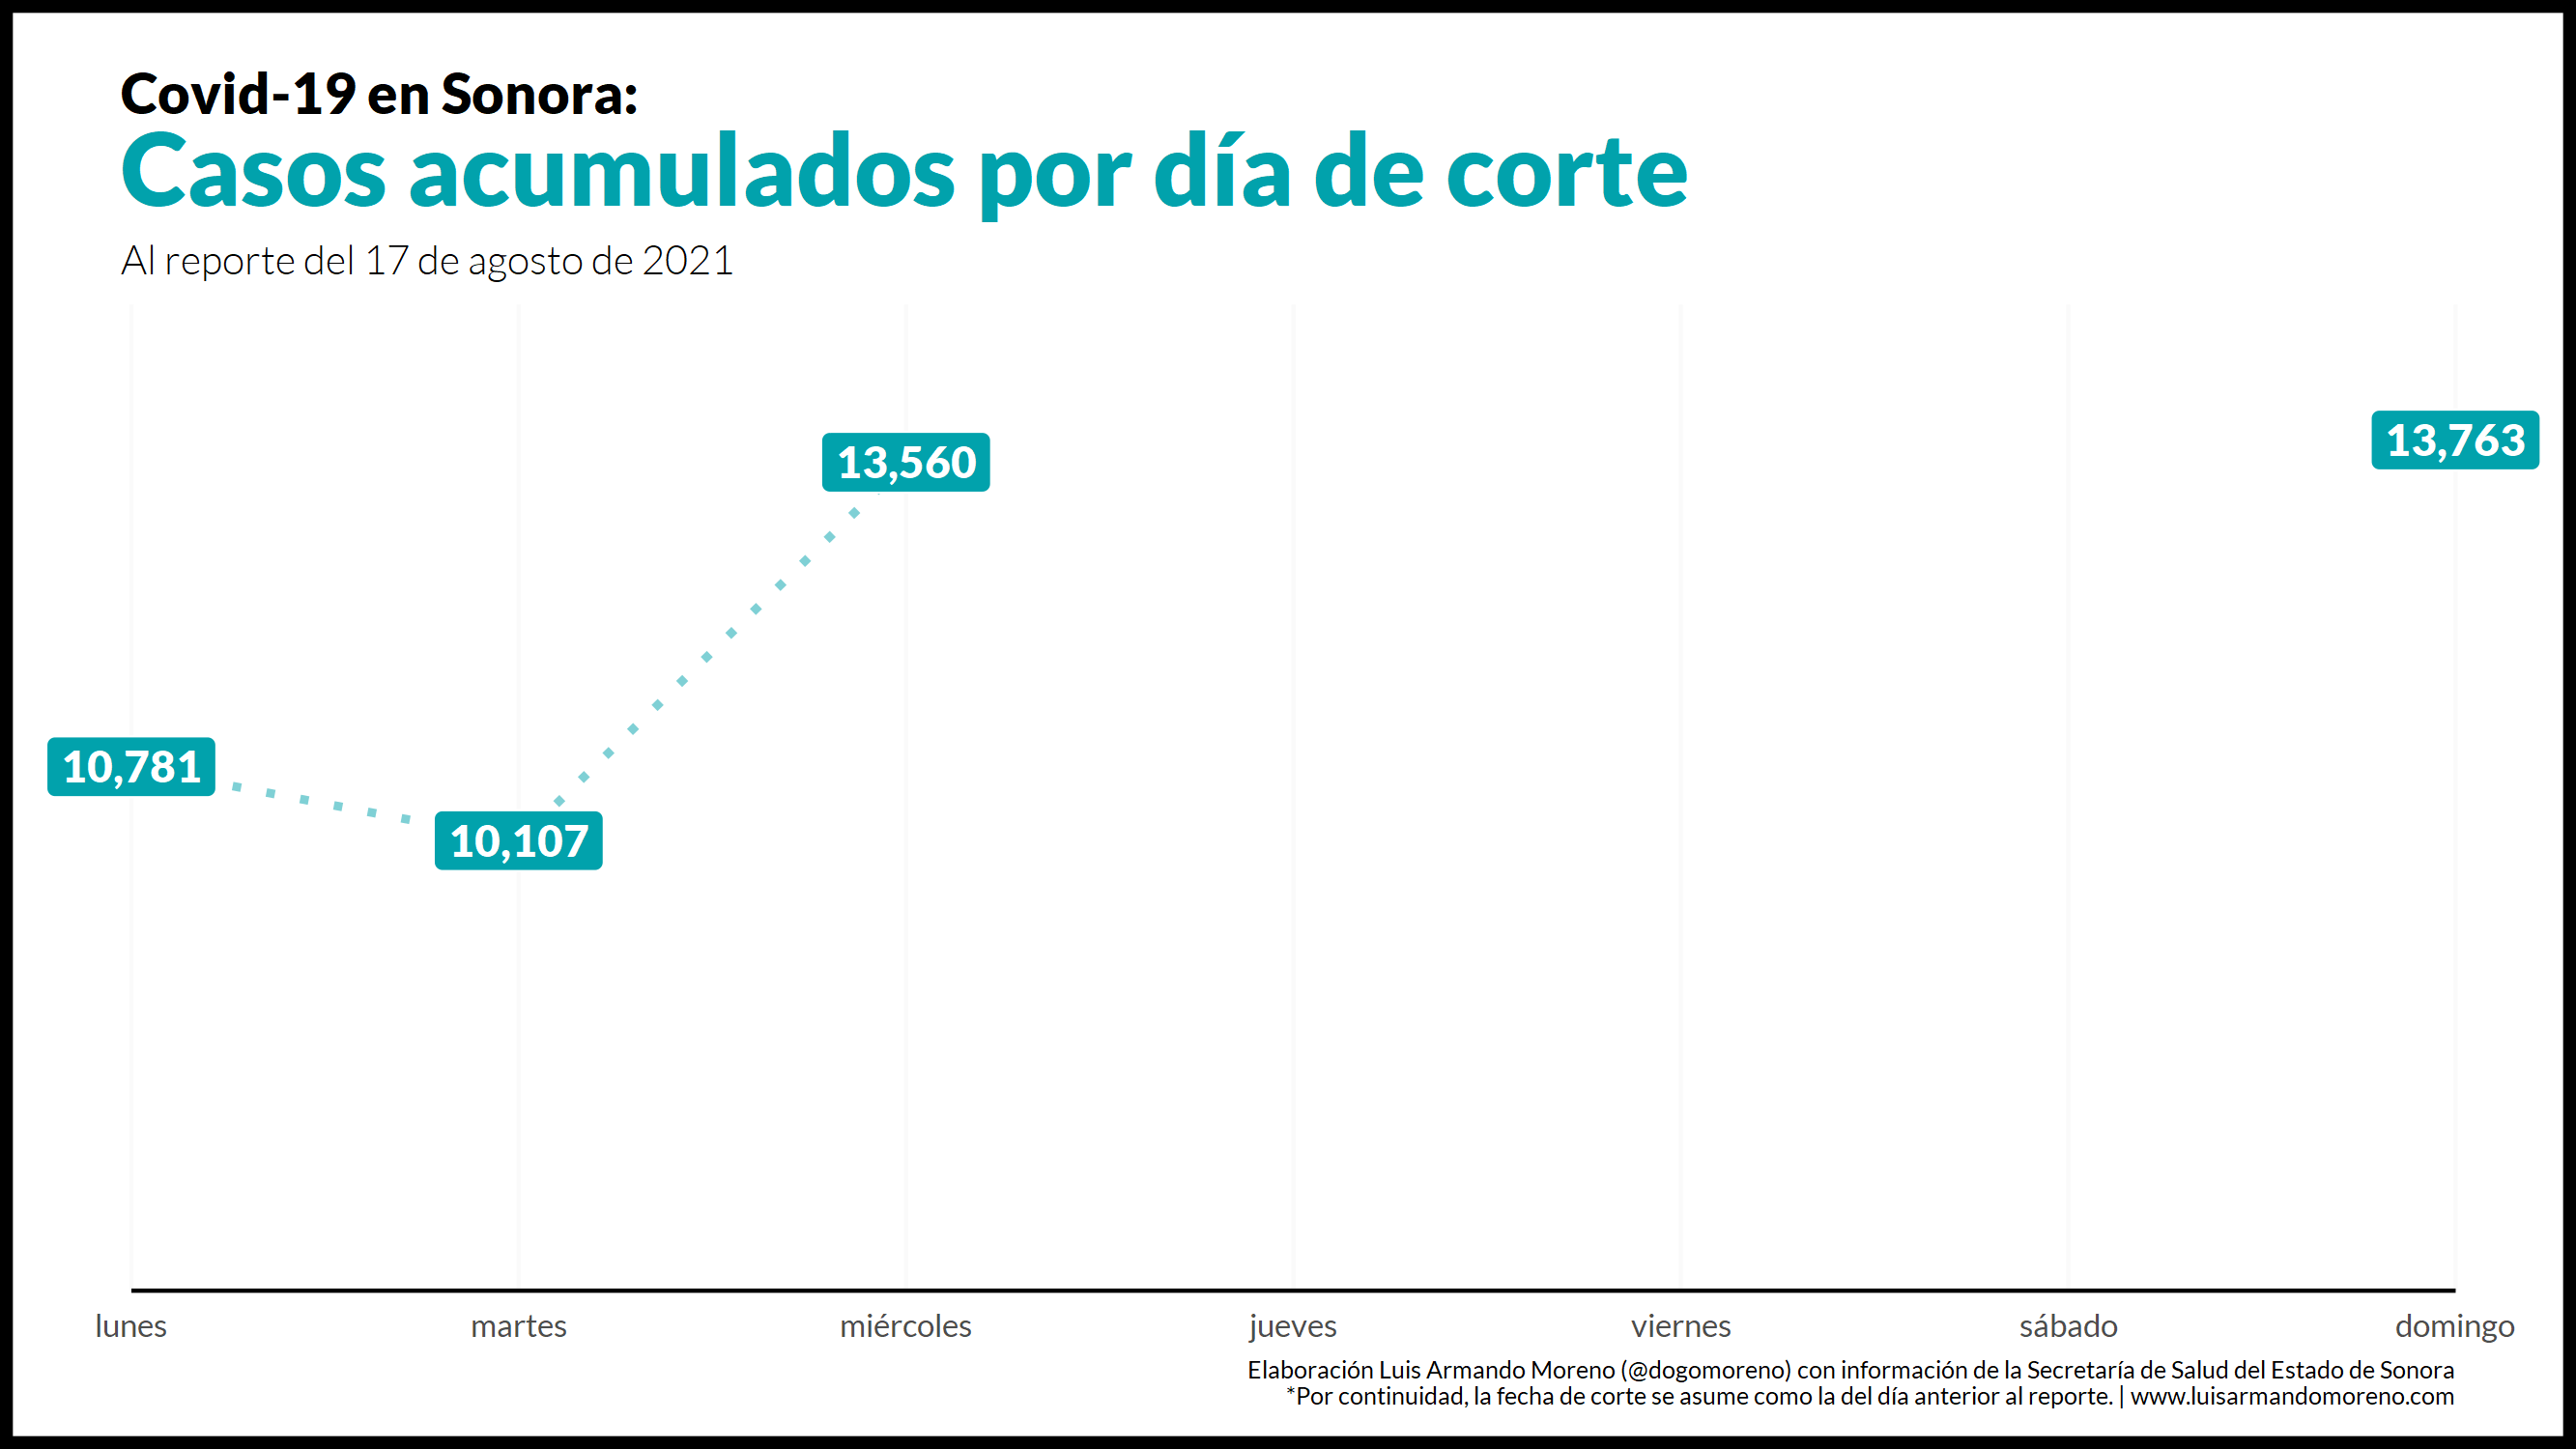 Covid-19 en Sonora:
Casos acumulados por día de corte
Al reporte del 17 de agosto de 2021
13,763
13,560
10,781
10,107
lunes martes miércoles jueves viernes sábado domingo
Elaboración Luis Armando Moreno (@dogomoreno) con información de la Secretaría de Salud del Estado de Sonora
*Por continuidad, la fecha de corte se asume como la del día anterior al reporte. | www.luisarmandomoreno.com